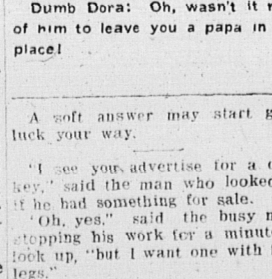 Dumb Dora: Oh, wasn't it
of him to leave you a papa in
place!
A soft answer may start
luck your way.
"I see your advertise for a
key," said the man who looked
if he had something for sale.
'Oh, yes," said the busy
stopping his work for a minute
look up, "but I want one with
legs."